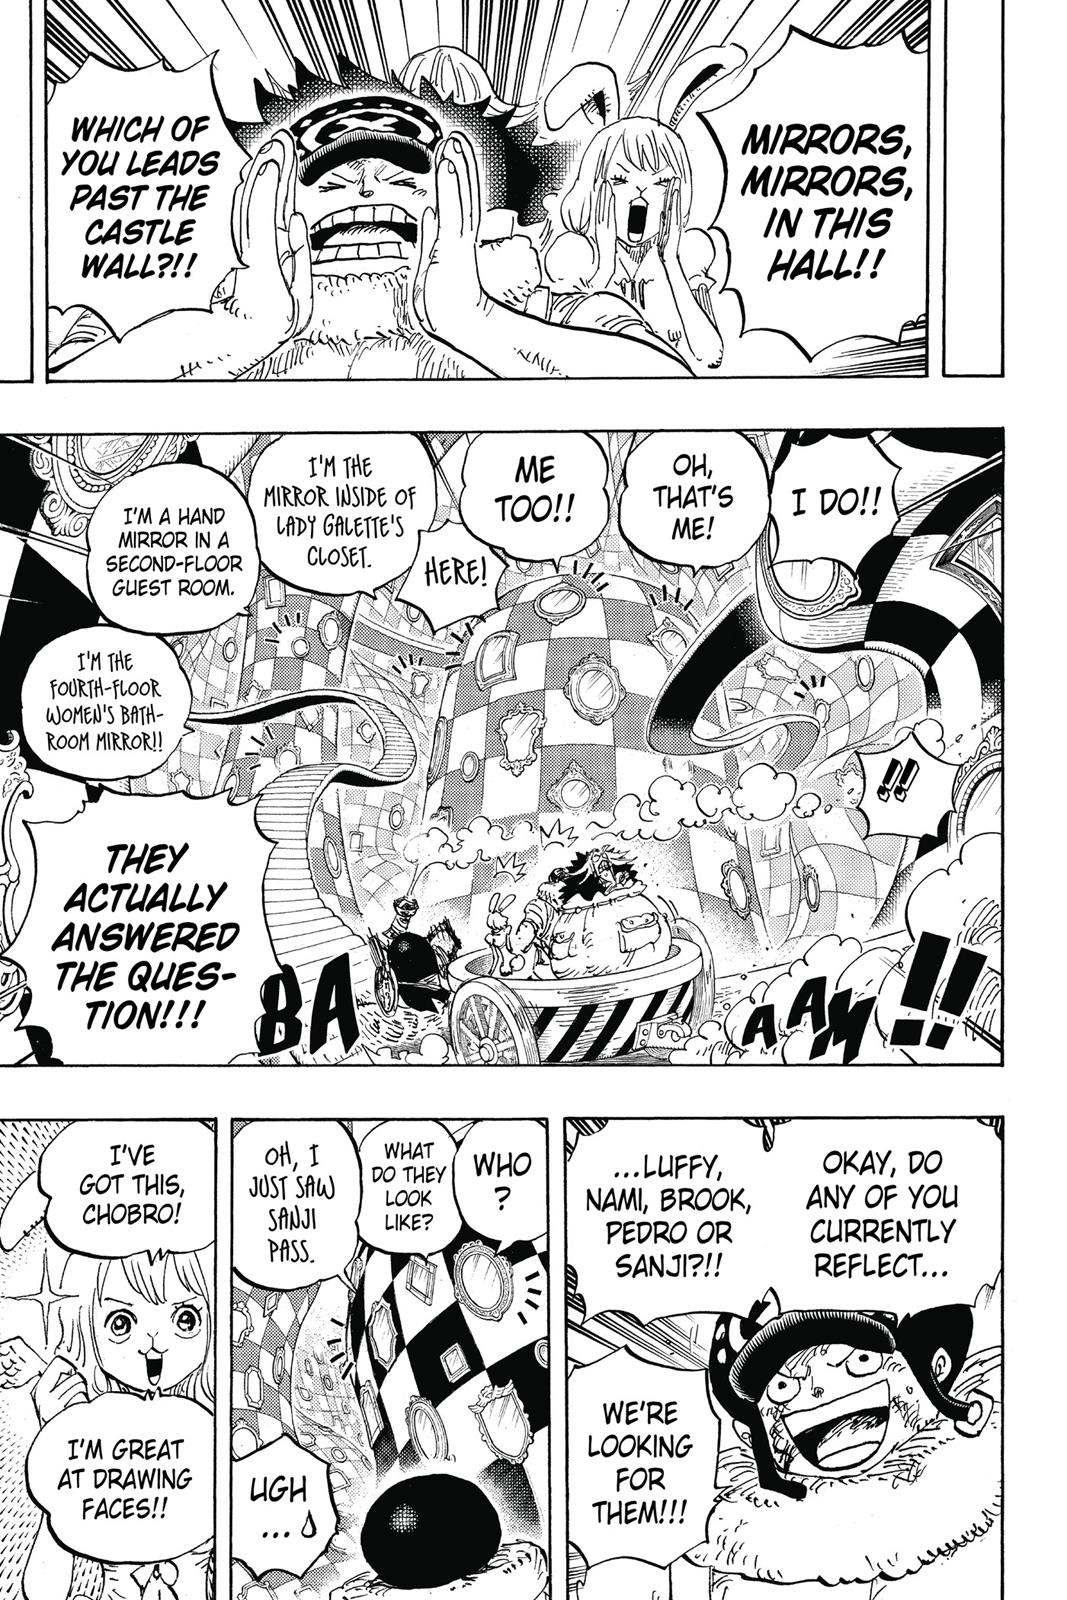 MIRRORS,
MIRRORS,
IN THIS
HALL!!
WHICH OF
YOU LEADS
PAST THE
CASTLE
WALL?!!
I DO!!
OH,
THAT'S
ME!
ME
TOO!!
HERE!
I'M THE
MIRROR INSIDE OF
LADY GALETTE'S
CLOSET.
I'M A HAND
MIRROR IN A
SECOND-FLOOR
GUEST ROOM.
I'M THE
FOURTH-FLOOR
WOMEN'S BATH-
ROOM MIRROR!!
!!
THEY
ACTUALLY
ANSWERED
THE QUES-
TION!!!
BA
AAM!!
OKAY, DO
ANY OF YOU
CURRENTLY
REFLECT...
...LUFFY,
NAMI, BROOK,
PEDRO OR
SANJI?!!
WE'RE
LOOKING
FOR
THEM!!!
WHO
?
WHAT
DO THEY
LOOK
LIKE?
OH, I
JUST SAW
SANJI
PASS.
UGH
...
I'VE
GOT THIS,
CHOBRO!
I'M GREAT
AT DRAWING
FACES!!